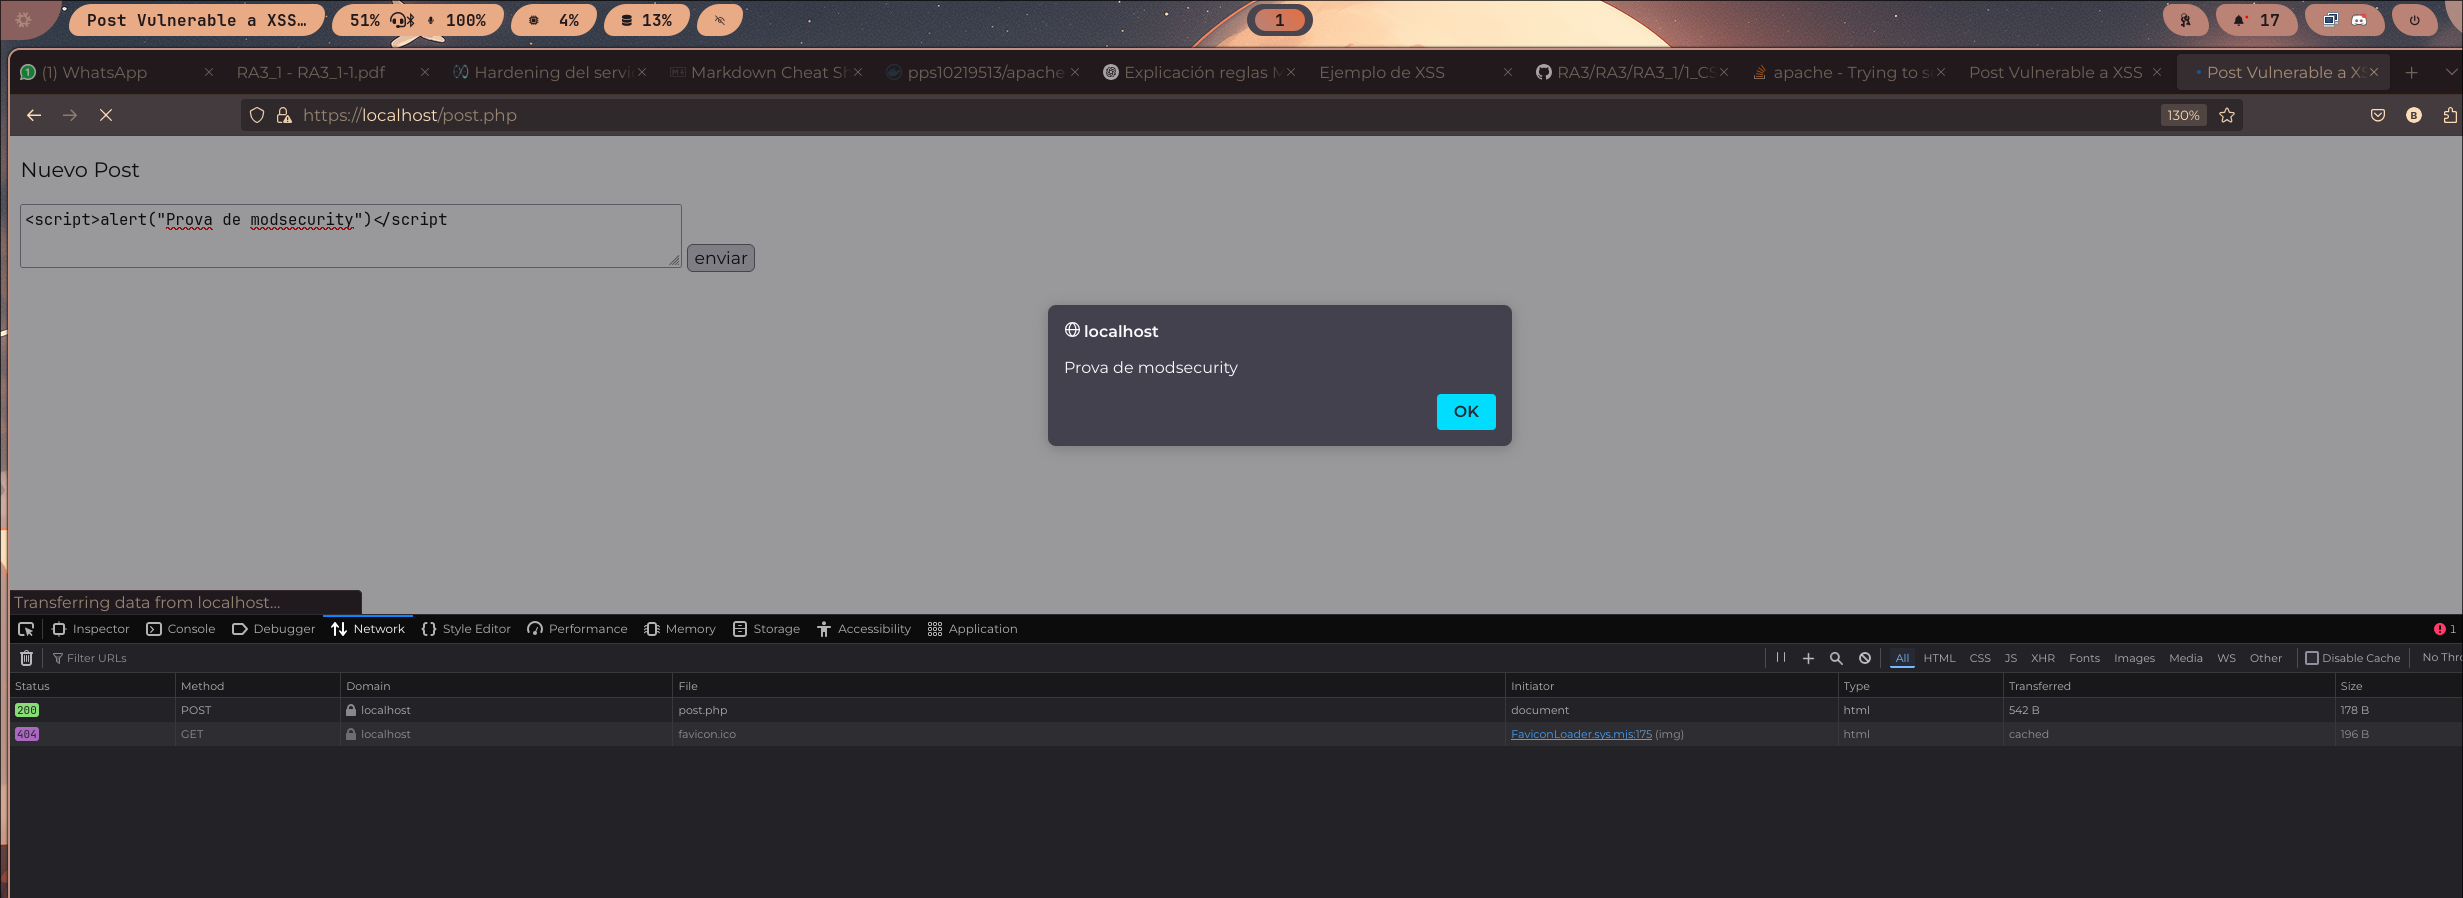 Post Vulnerable a XSS…
51% 100%
4%
13%
1
17
(1) WhatsApp
RA3_1 - RA3_1-1.pdf
Hardening del servi
Markdown Cheat Sh
pps10219513/apache
Explicación reglas M
Ejemplo de XSS
RA3/RA3/RA3_1/1_CS
apache - Trying to s
Post Vulnerable a XSS
Post Vulnerable a XS
https://localhost/post.php
130%
B
Nuevo Post
<script>alert("Prova de modsecurity")</script
enviar
localhost
Prova de modsecurity
OK
Transferring data from localhost…
Inspector Console Debugger Network Style Editor Performance Memory Storage Accessibility Application 1
Filter URLs All HTML CSS JS XHR Fonts Images Media WS Other Disable Cache No Thro
Status Method Domain File Initiator Type Transferred Size
200 POST localhost post.php document html 542 B 178 B
404 GET localhost favicon.ico FaviconLoader.sys.mjs:175 (img) html cached 196 B